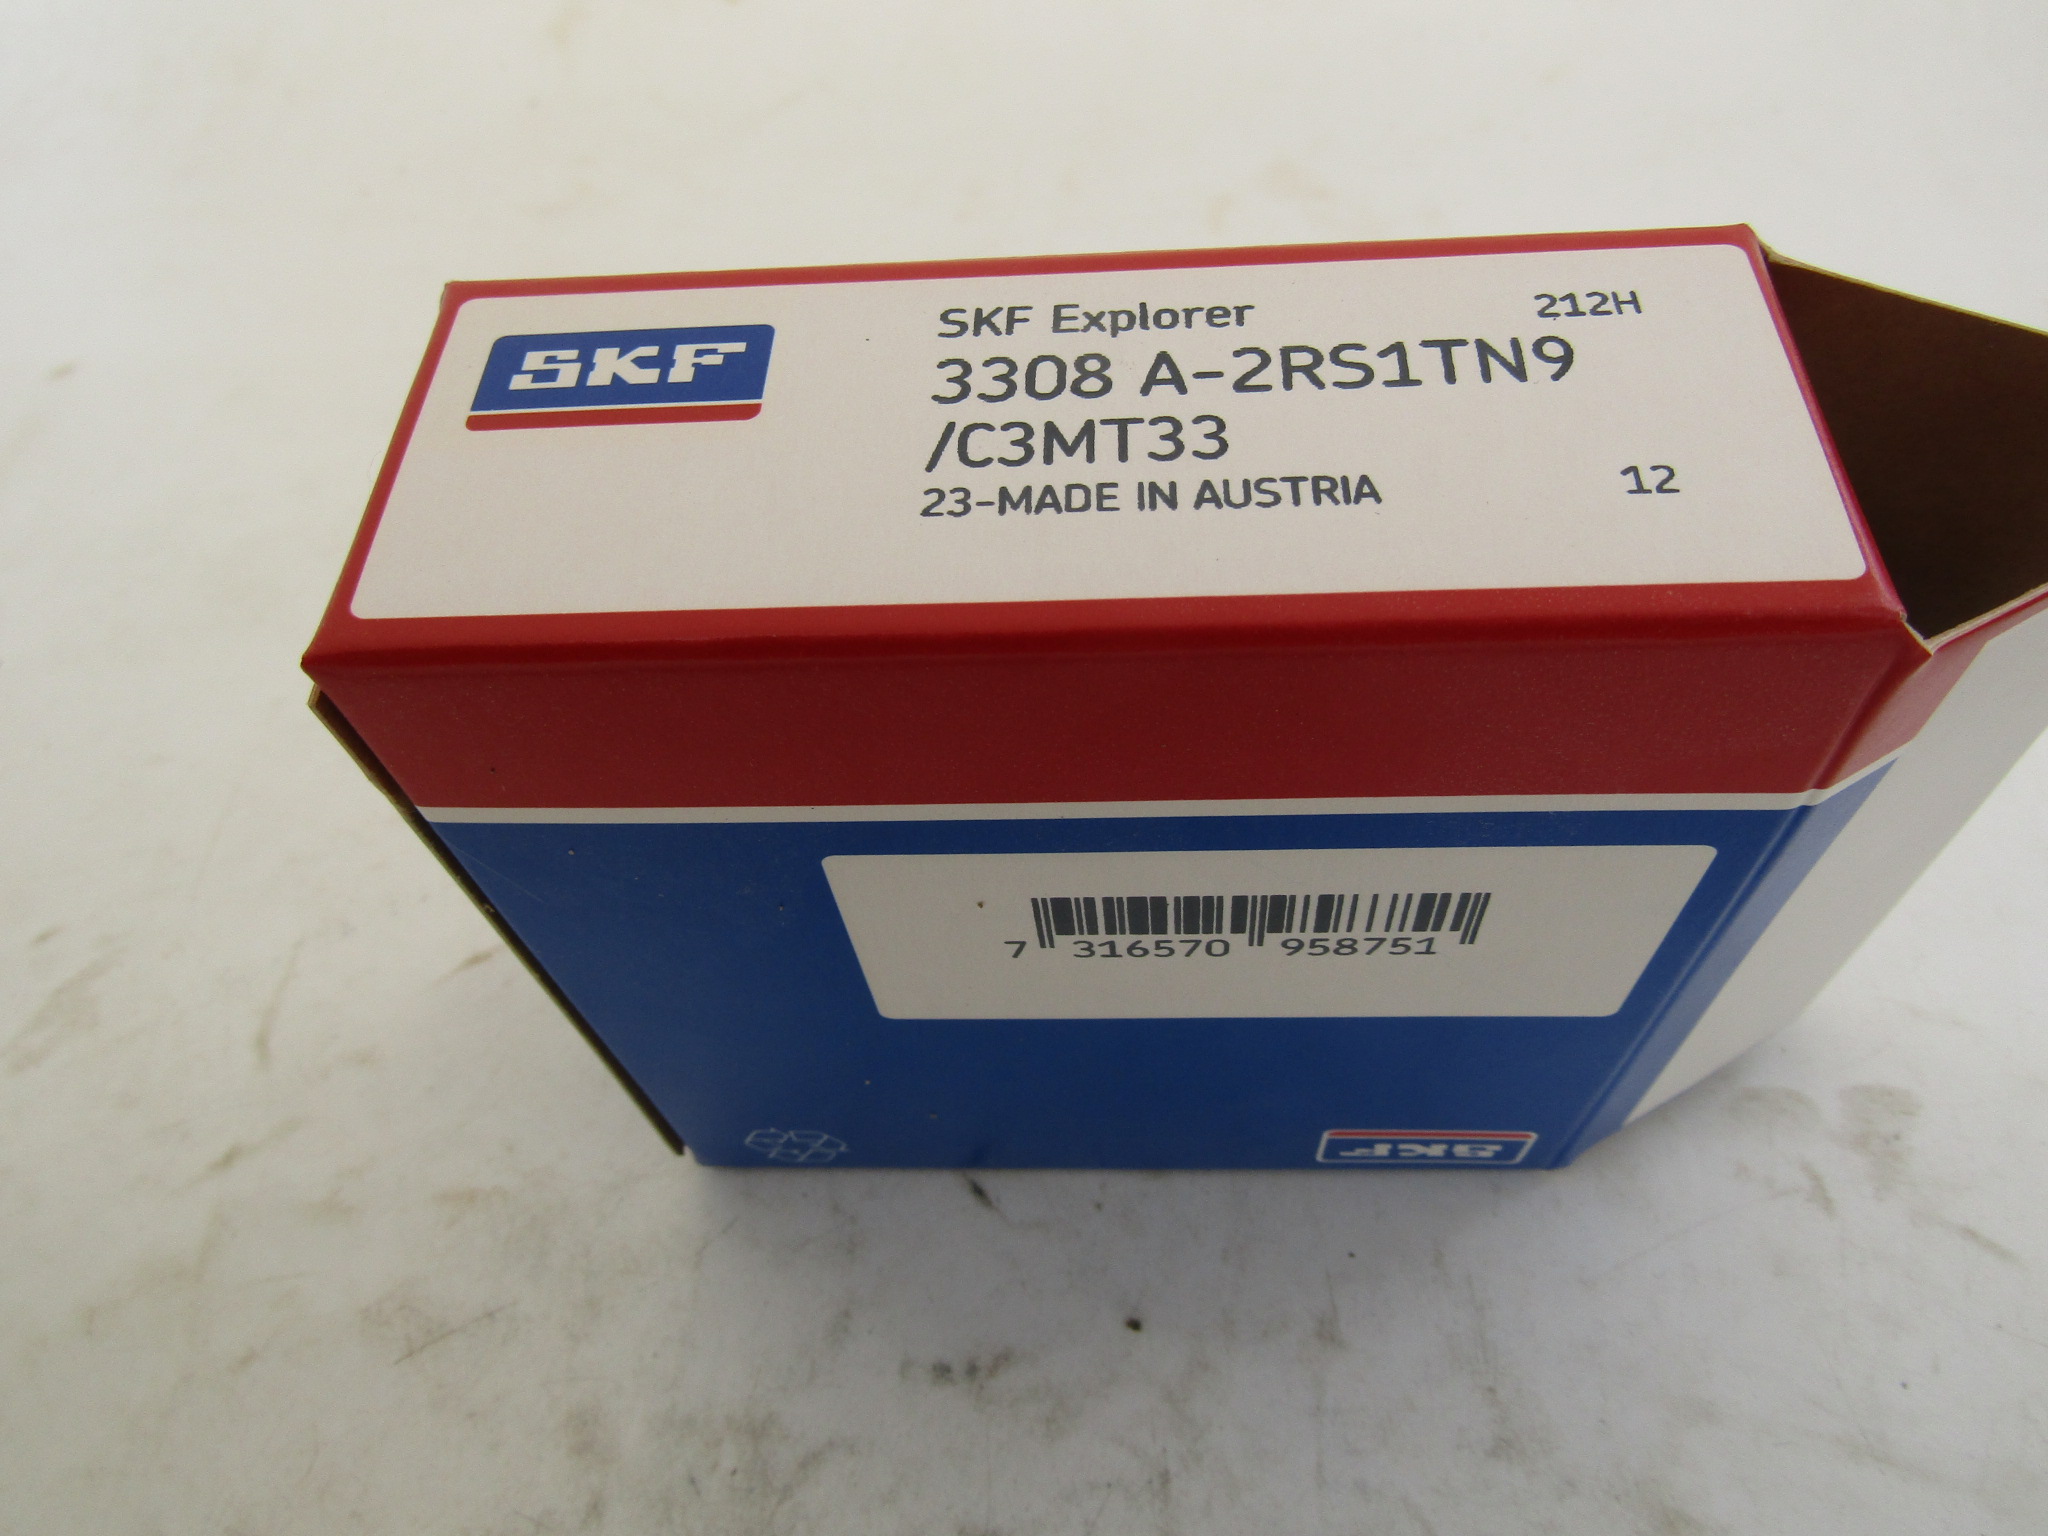 SKF
SKF Explorer
212H
3308 A-2RS1TN9
/C3MT33
23-MADE IN AUSTRIA
12
7 316570 958751
SKF